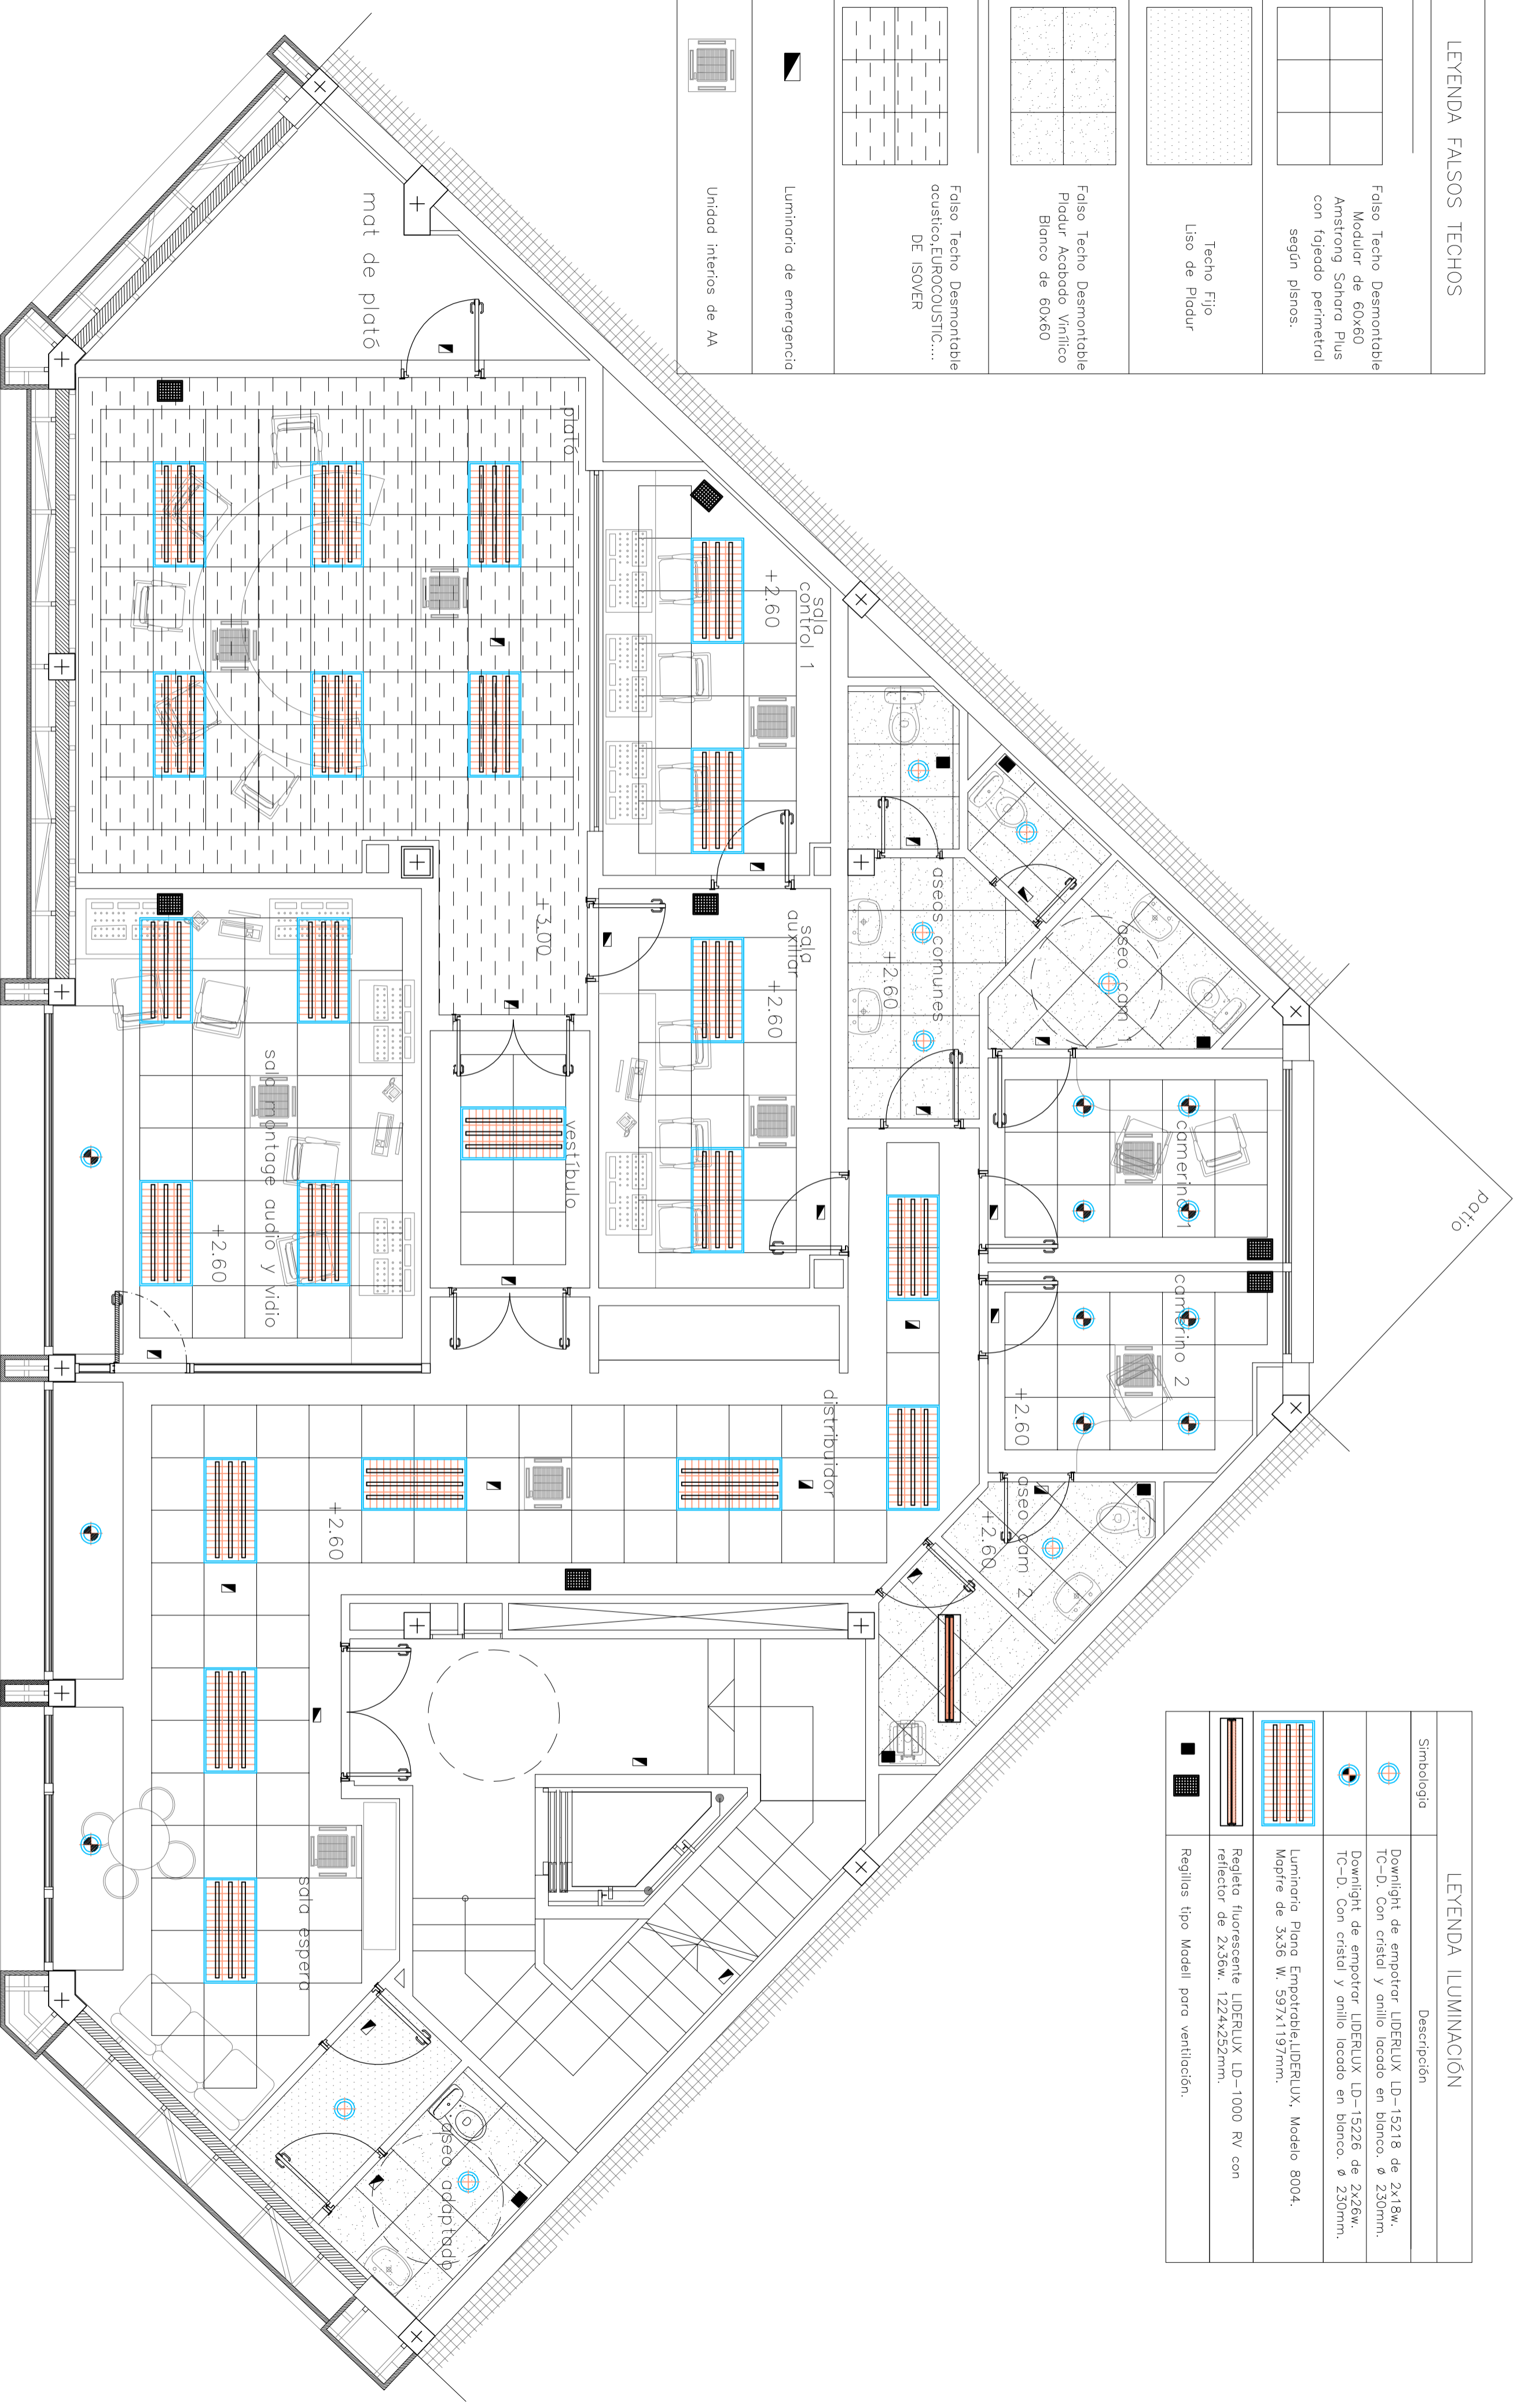 LEYENDA FALSOS TECHOS
Falso Techo Desmontable
Modular de 60x60
Amstrong Sahara Plus
con fajeado perimetral
según plsnos.
Techo Fijo
Liso de Pladur
Falso Techo Desmontable
Pladur Acabado Vinílico
Blanco de 60x60
Falso Techo Desmontable
acustico,EUROCOUSTIC....
DE ISOVER
Luminaria de emergencia
Unidad interios de AA
LEYENDA ILUMINACIÓN
Simbologia
Descripción
Downlight de empotrar LIDERLUX LD-15218 de 2x18w.
TC-D. Con cristal y anillo lacado en blanco. ø 230mm.
Downlight de empotrar LIDERLUX LD-15226 de 2x26w.
TC-D. Con cristal y anillo lacado en blanco. ø 230mm.
Luminaria Plana Empotrable,LIDERLUX, Modelo 8004.
Mapfre de 3x36 W. 597x1197mm.
Regleta fluorescente LIDERLUX LD-1000 RV con
reflector de 2x36w. 1224x252mm.
Regillas tipo Madell para ventilación.
patio
mat de plató
plató
+3.00
sala
control 1
+2.60
sala
auxiliar
+2.60
aseos comunes
+2.60
aseo cam 1
camerino 1
camerino 2
+2.60
aseo cam 2
+2.60
vestíbulo
sala montage audio y vidio
+2.60
distribuidor
+2.60
sala espera
aseo adaptado